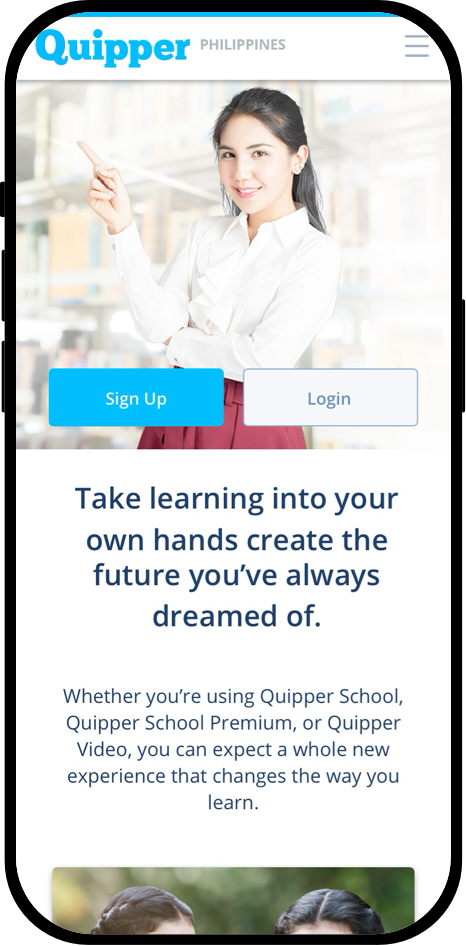 Quipper PHILIPPINES
Sign Up Login
Take learning into your
own hands create the
future you’ve always
dreamed of.
Whether you’re using Quipper School,
Quipper School Premium, or Quipper
Video, you can expect a whole new
experience that changes the way you
learn.